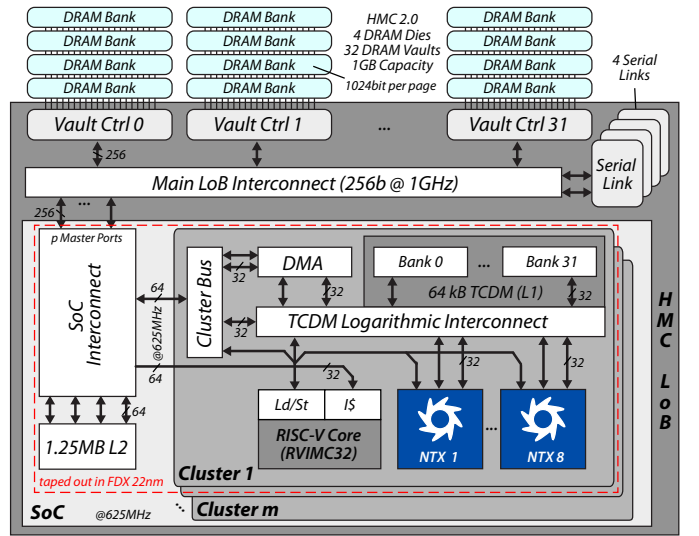 DRAM Bank
DRAM Bank
DRAM Bank
DRAM Bank
DRAM Bank
DRAM Bank
DRAM Bank
DRAM Bank
HMC 2.0
4 DRAM Dies
32 DRAM Vaults
1GB Capacity
1024bit per page
DRAM Bank
DRAM Bank
DRAM Bank
DRAM Bank
4 Serial
Links
Vault Ctrl 0
Vault Ctrl 1
...
Vault Ctrl 31
256
Main LoB Interconnect (256b @ 1GHz)
Serial
Link
256
...
p Master Ports
SoC
Interconnect
64
@625MHz
64
Cluster Bus
32
DMA
32
Bank 0
...
Bank 31
64 kB TCDM (L1)
32
32
TCDM Logarithmic Interconnect
32
32
Ld/St
I$
RISC-V Core
(RVIMC32)
NTX 1
...
NTX 8
64
1.25MB L2
taped out in FDX 22nm
Cluster 1
Cluster m
...
SoC
@625MHz
HMC LoB